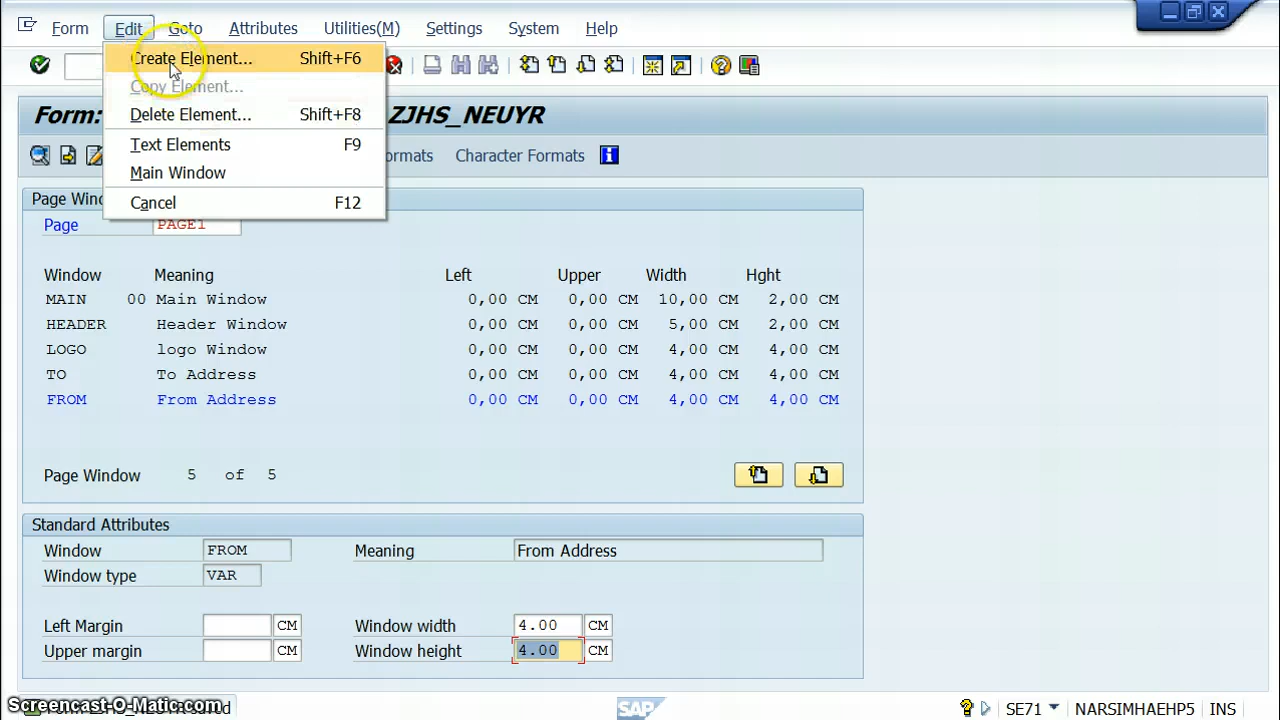 Form Edit Goto Attributes Utilities(M) Settings System Help
Create Element... Shift+F6
Copy Element...
Delete Element... Shift+F8
Text Elements F9
Main Window
Cancel F12
Form: ZJHS_NEUYR
Character Formats
Page
Page PAGE1
Window Meaning Left Upper Width Hght
MAIN 00 Main Window 0,00 CM 0,00 CM 10,00 CM 2,00 CM
HEADER Header Window 0,00 CM 0,00 CM 5,00 CM 2,00 CM
LOGO logo Window 0,00 CM 0,00 CM 4,00 CM 4,00 CM
TO To Address 0,00 CM 0,00 CM 4,00 CM 4,00 CM
FROM From Address 0,00 CM 0,00 CM 4,00 CM 4,00 CM
Page Window 5 of 5
Standard Attributes
Window FROM Meaning From Address
Window type VAR
Left Margin CM Window width 4.00 CM
Upper margin CM Window height 4.00 CM
Screencast-O-Matic.com
SAP SE71 NARSIMHAEHP5 INS